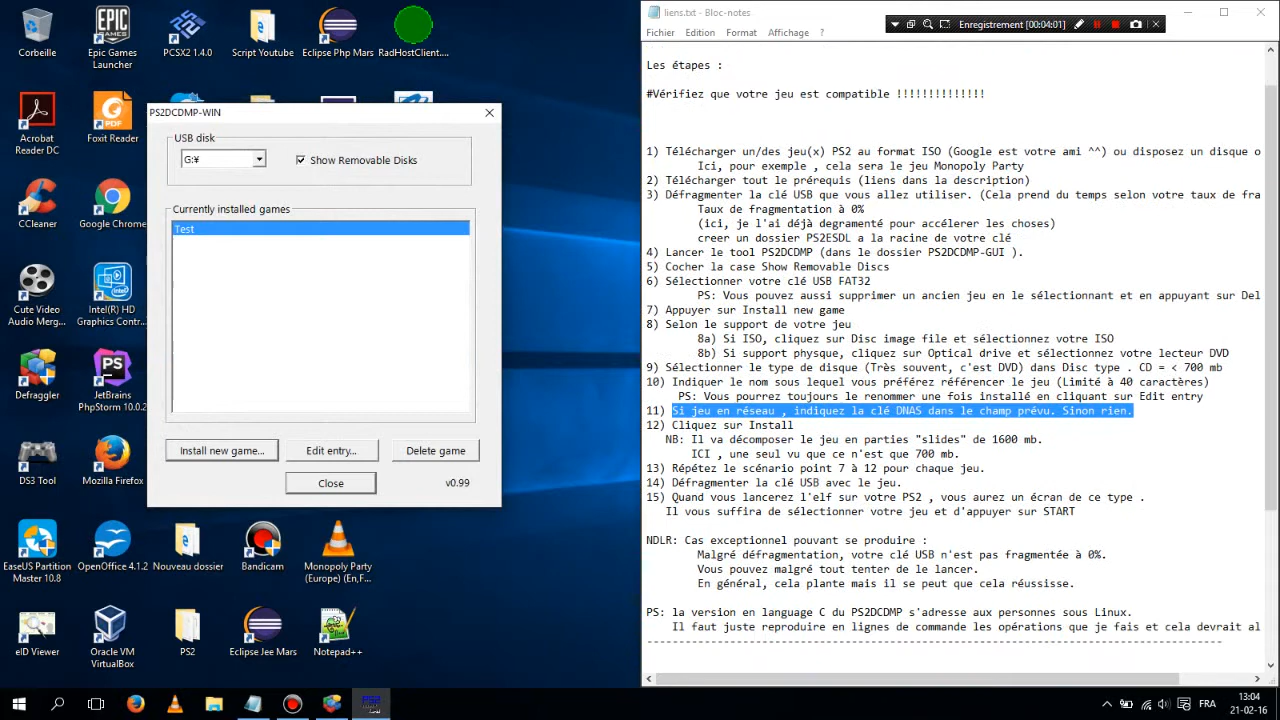 Corbeille
Epic Games
Launcher
PCSX2 1.4.0
Script Youtube
Eclipse Php Mars
RadHostClient....
Acrobat
Reader DC
Foxit Reader
CCleaner
Google Chrome
Cute Video
Audio Merg...
Intel(R) HD
Graphics Contr...
Defraggler
JetBrains
PhpStorm 10.0.2
DS3 Tool
Mozilla Firefox
EaseUS Partition
Master 10.8
OpenOffice 4.1.2
Nouveau dossier
Bandicam
Monopoly Party
(Europe) (En,F...
eID Viewer
Oracle VM
VirtualBox
PS2
Eclipse Jee Mars
Notepad++
PS2DCDMP-WIN
USB disk
G:¥
Show Removable Disks
Currently installed games
Test
Install new game...
Edit entry...
Delete game
Close
v0.99
liens.txt - Bloc-notes
Enregistrement [00:04:01]
Fichier Edition Format Affichage ?
Les étapes :
#Vérifiez que votre jeu est compatible !!!!!!!!!!!!!!
1) Télécharger un/des jeu(x) PS2 au format ISO (Google est votre ami ^^) ou disposez un disque o
Ici, pour exemple , cela sera le jeu Monopoly Party
2) Télécharger tout le prérequis (liens dans la description)
3) Défragmenter la clé USB que vous allez utiliser. (Cela prend du temps selon votre taux de fra
Taux de fragmentation à 0%
(ici, je l'ai déjà degramenté pour accélerer les choses)
creer un dossier PS2ESDL a la racine de votre clé
4) Lancer le tool PS2DCDMP (dans le dossier PS2DCDMP-GUI ).
5) Cocher la case Show Removable Discs
6) Sélectionner votre clé USB FAT32
PS: Vous pouvez aussi supprimer un ancien jeu en le sélectionnant et en appuyant sur Del
7) Appuyer sur Install new game
8) Selon le support de votre jeu
8a) Si ISO, cliquez sur Disc image file et sélectionnez votre ISO
8b) Si support physque, cliquez sur Optical drive et sélectionnez votre lecteur DVD
9) Sélectionner le type de disque (Très souvent, c'est DVD) dans Disc type . CD = < 700 mb
10) Indiquer le nom sous lequel vous préférez référencer le jeu (Limité à 40 caractères)
PS: Vous pourrez toujours le renommer une fois installé en cliquant sur Edit entry
11) Si jeu en réseau , indiquez la clé DNAS dans le champ prévu. Sinon rien.
12) Cliquez sur Install
NB: Il va décomposer le jeu en parties "slides" de 1600 mb.
ICI , une seul vu que ce n'est que 700 mb.
13) Répétez le scénario point 7 à 12 pour chaque jeu.
14) Défragmenter la clé USB avec le jeu.
15) Quand vous lancerez l'elf sur votre PS2 , vous aurez un écran de ce type .
Il vous suffira de sélectionner votre jeu et d'appuyer sur START
NDLR: Cas exceptionnel pouvant se produire :
Malgré défragmentation, votre clé USB n'est pas fragmentée à 0%.
Vous pouvez malgré tout tenter de le lancer.
En général, cela plante mais il se peut que cela réussisse.
PS: la version en language C du PS2DCDMP s'adresse aux personnes sous Linux.
Il faut juste reproduire en lignes de commande les opérations que je fais et cela devrait al
FRA
13:04
21-02-16